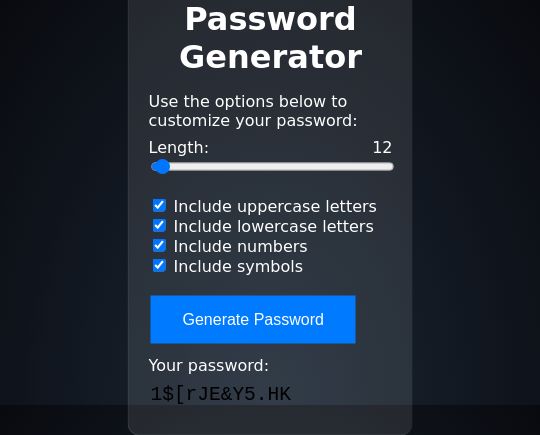 Password
Generator
Use the options below to
customize your password:
Length: 12
Include uppercase letters
Include lowercase letters
Include numbers
Include symbols
Generate Password
Your password:
1$[rJE&Y5.HK